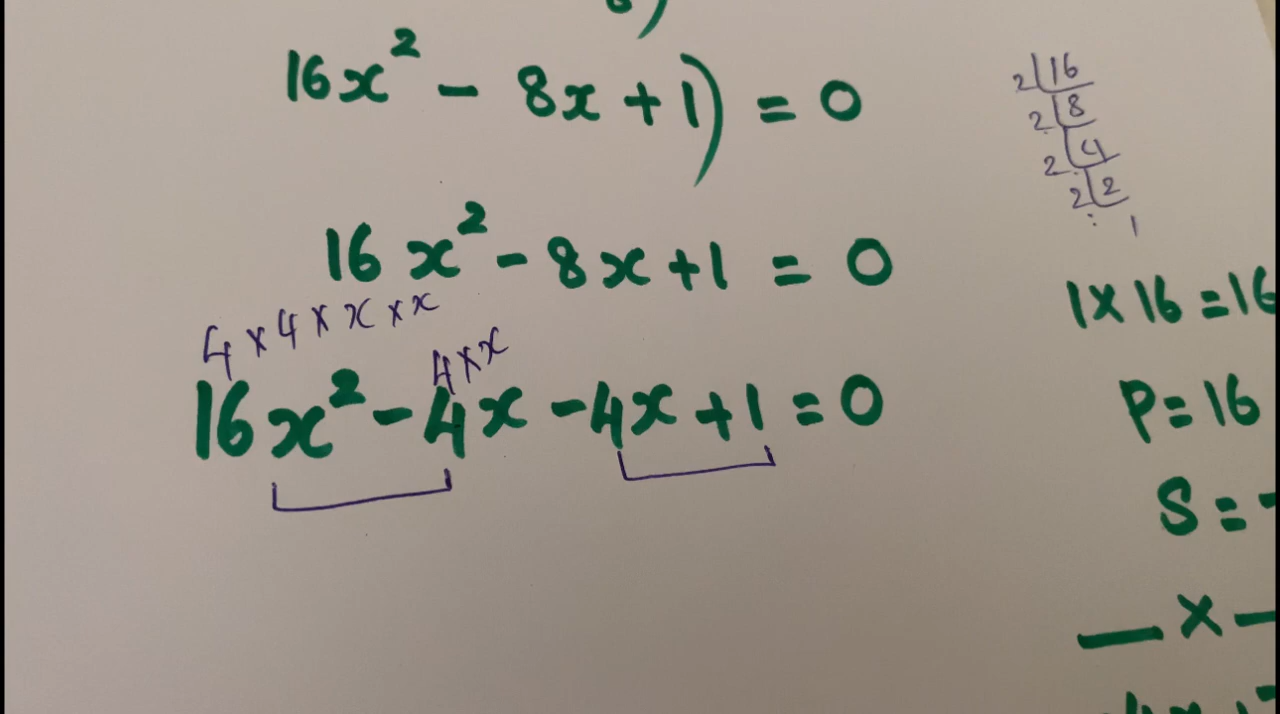 16x² - 8x + 1) = 0
16x² - 8x + 1 = 0
4 × 4 × x × x
4 × x
16x² - 4x - 4x + 1 = 0
2 | 16
2 | 8
2 | 4
2 | 2
1
1 × 16 = 16
P = 16
S = -
_ × _